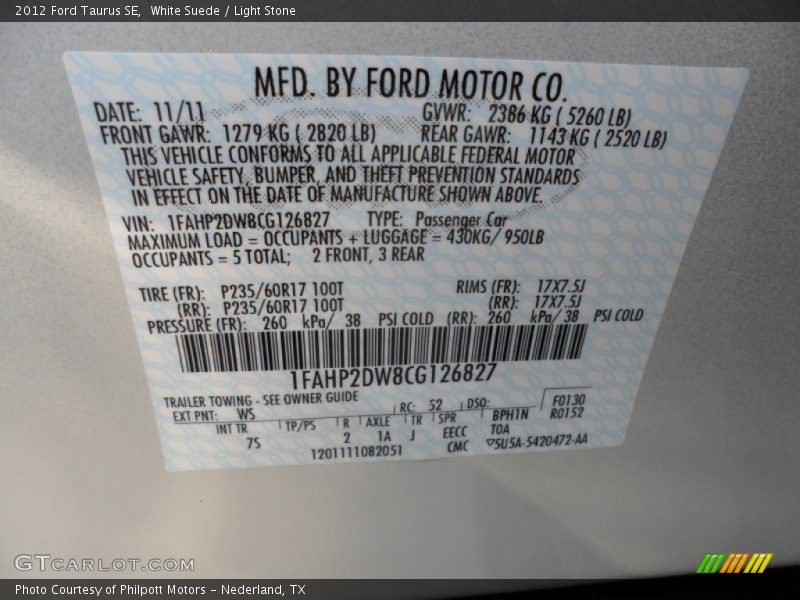 2012 Ford Taurus SE,  White Suede / Light Stone
MFD. BY FORD MOTOR CO.
DATE: 11/11 GVWR: 2386 KG ( 5260 LB)
FRONT GAWR: 1279 KG ( 2820 LB) REAR GAWR: 1143 KG ( 2520 LB)
THIS VEHICLE CONFORMS TO ALL APPLICABLE FEDERAL MOTOR
VEHICLE SAFETY, BUMPER, AND THEFT PREVENTION STANDARDS
IN EFFECT ON THE DATE OF MANUFACTURE SHOWN ABOVE.
VIN: 1FAHP2DW8CG126827 TYPE: Passenger Car
MAXIMUM LOAD = OCCUPANTS + LUGGAGE = 430KG/ 950LB
OCCUPANTS = 5 TOTAL; 2 FRONT, 3 REAR
TIRE (FR): P235/60R17 100T RIMS (FR): 17X7.5J
(RR): P235/60R17 100T (RR): 17X7.5J
PRESSURE (FR): 260 kPa/ 38 PSI COLD (RR): 260 kPa/ 38 PSI COLD
1FAHP2DW8CG126827
TRAILER TOWING - SEE OWNER GUIDE
EXT PNT: WS RC: 52 DSO: F0130
INT TR TP/PS R AXLE TR SPR BPH1N R0152
7S 2 1A J EECC TOA
1201111082051 CMC 5U5A-5420472-AA
GTCARLOT.COM
Photo Courtesy of Philpott Motors - Nederland, TX